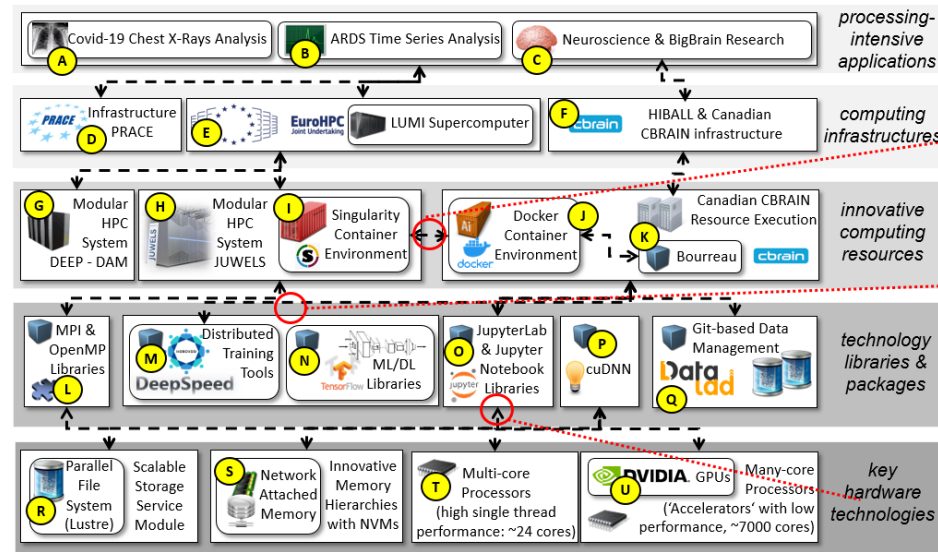 processing-
intensive
applications
Covid-19 Chest X-Rays Analysis
A
ARDS Time Series Analysis
B
Neuroscience & BigBrain Research
C
computing
infrastructures
PRACE
Infrastructure
PRACE
D
E
EuroHPC
Joint Undertaking
LUMI Supercomputer
F
cbrain
HIBALL & Canadian
CBRAIN infrastructure
innovative
computing
resources
G
Modular
HPC
System
DEEP - DAM
H
JUWELS
Modular
HPC
System
JUWELS
I
Singularity
Container
Environment
S
Ai
docker
Docker
Container
Environment
J
Canadian CBRAIN
Resource Execution
K
Bourreau
cbrain
technology
libraries &
packages
MPI &
OpenMP
Libraries
L
M
HOROVOD
Distributed
Training
Tools
DeepSpeed
N
TensorFlow
ML/DL
Libraries
O
JupyterLab
& Jupyter
Notebook
Libraries
jupyter
P
cuDNN
Git-based Data
Management
DataLad
Q
key
hardware
technologies
R
Parallel
File
System
(Lustre)
Scalable
Storage
Service
Module
S
Network
Attached
Memory
Innovative
Memory
Hierarchies
with NVMs
T
Multi-core
Processors
(high single thread
performance: ~24 cores)
NVIDIA. GPUs
U
Many-core
Processors
('Accelerators' with low
performance, ~7000 cores)